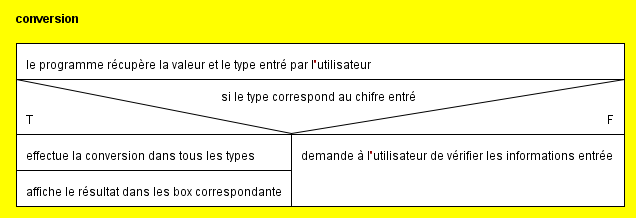 conversion
le programme récupère la valeur et le type entré par l'utilisateur
si le type correspond au chifre entré
T
F
effectue la conversion dans tous les types
demande à l'utilisateur de vérifier les informations entrée
affiche le résultat dans les box correspondante